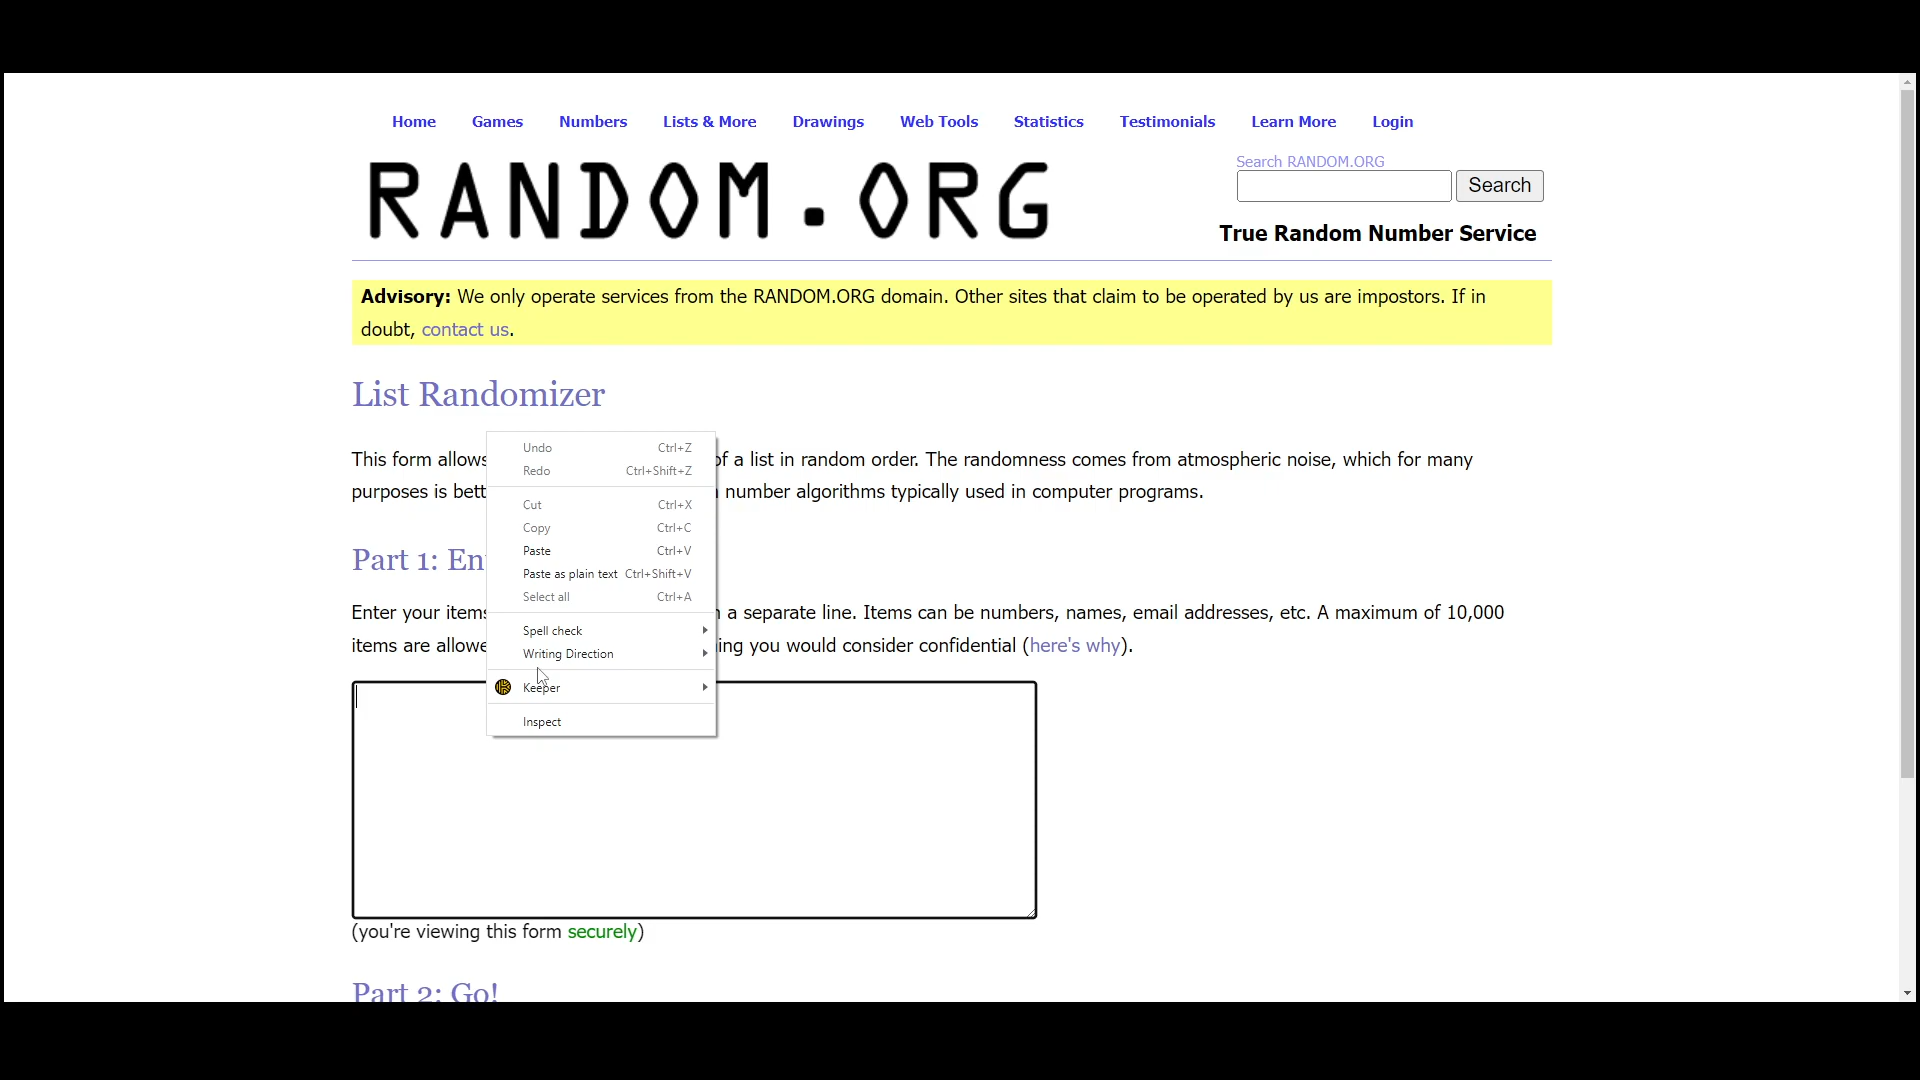 Home Games Numbers Lists & More Drawings Web Tools Statistics Testimonials Learn More Login
RANDOM.ORG
Search RANDOM.ORG
Search
True Random Number Service
Advisory: We only operate services from the RANDOM.ORG domain. Other sites that claim to be operated by us are impostors. If in
doubt, contact us.
List Randomizer
This form allows of a list in random order. The randomness comes from atmospheric noise, which for many
purposes is bett number algorithms typically used in computer programs.
Part 1: En
Enter your items a separate line. Items can be numbers, names, email addresses, etc. A maximum of 10,000
items are allowe ing you would consider confidential (here's why).
Undo Ctrl+Z
Redo Ctrl+Shift+Z
Cut Ctrl+X
Copy Ctrl+C
Paste Ctrl+V
Paste as plain text Ctrl+Shift+V
Select all Ctrl+A
Spell check
Writing Direction
Keeper
Inspect
(you're viewing this form securely)
Part 2: Go!